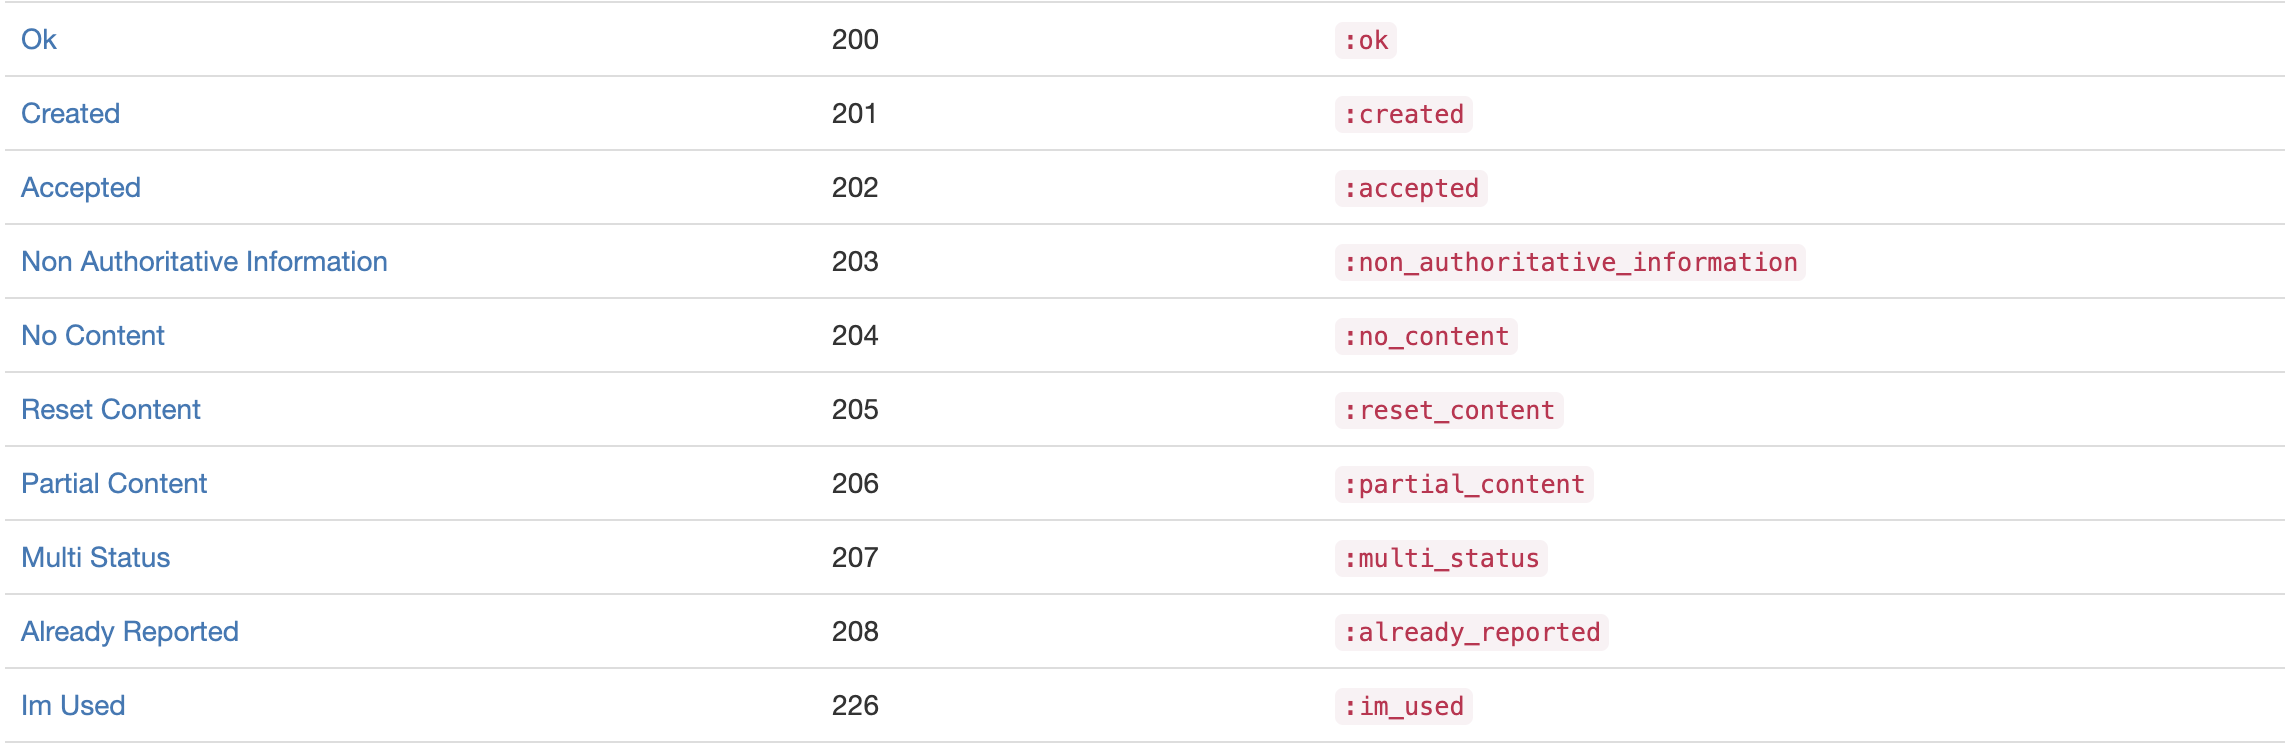 Ok 200 :ok
Created 201 :created
Accepted 202 :accepted
Non Authoritative Information 203 :non_authoritative_information
No Content 204 :no_content
Reset Content 205 :reset_content
Partial Content 206 :partial_content
Multi Status 207 :multi_status
Already Reported 208 :already_reported
Im Used 226 :im_used